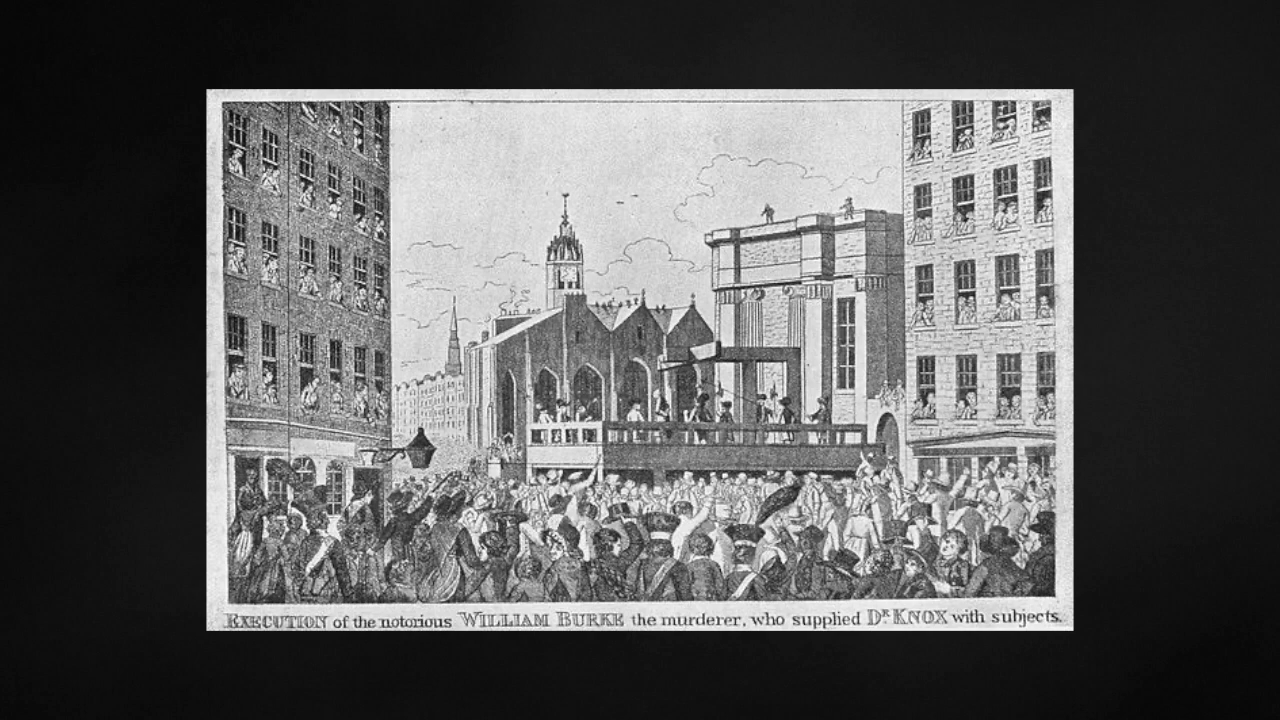 EXECUTION of the notorious WILLIAM BURKE the murderer, who supplied DR KNOX with subjects.